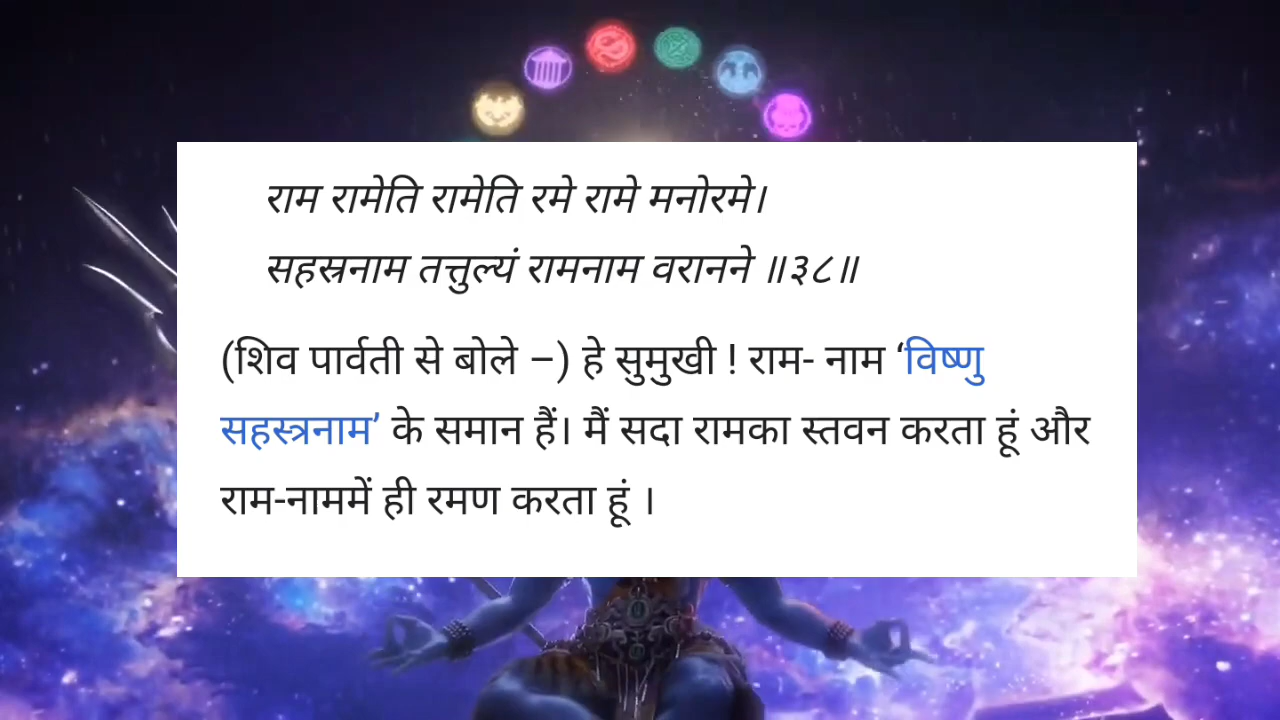 राम रामेति रामेति रमे रामे मनोरमे।
सहस्रनाम तत्तुल्यं रामनाम वरानने ॥३८॥
(शिव पार्वती से बोले –) हे सुमुखी ! राम- नाम ‘विष्णु
सहस्त्रनाम’ के समान हैं। मैं सदा रामका स्तवन करता हूं और
राम-नाममें ही रमण करता हूं ।